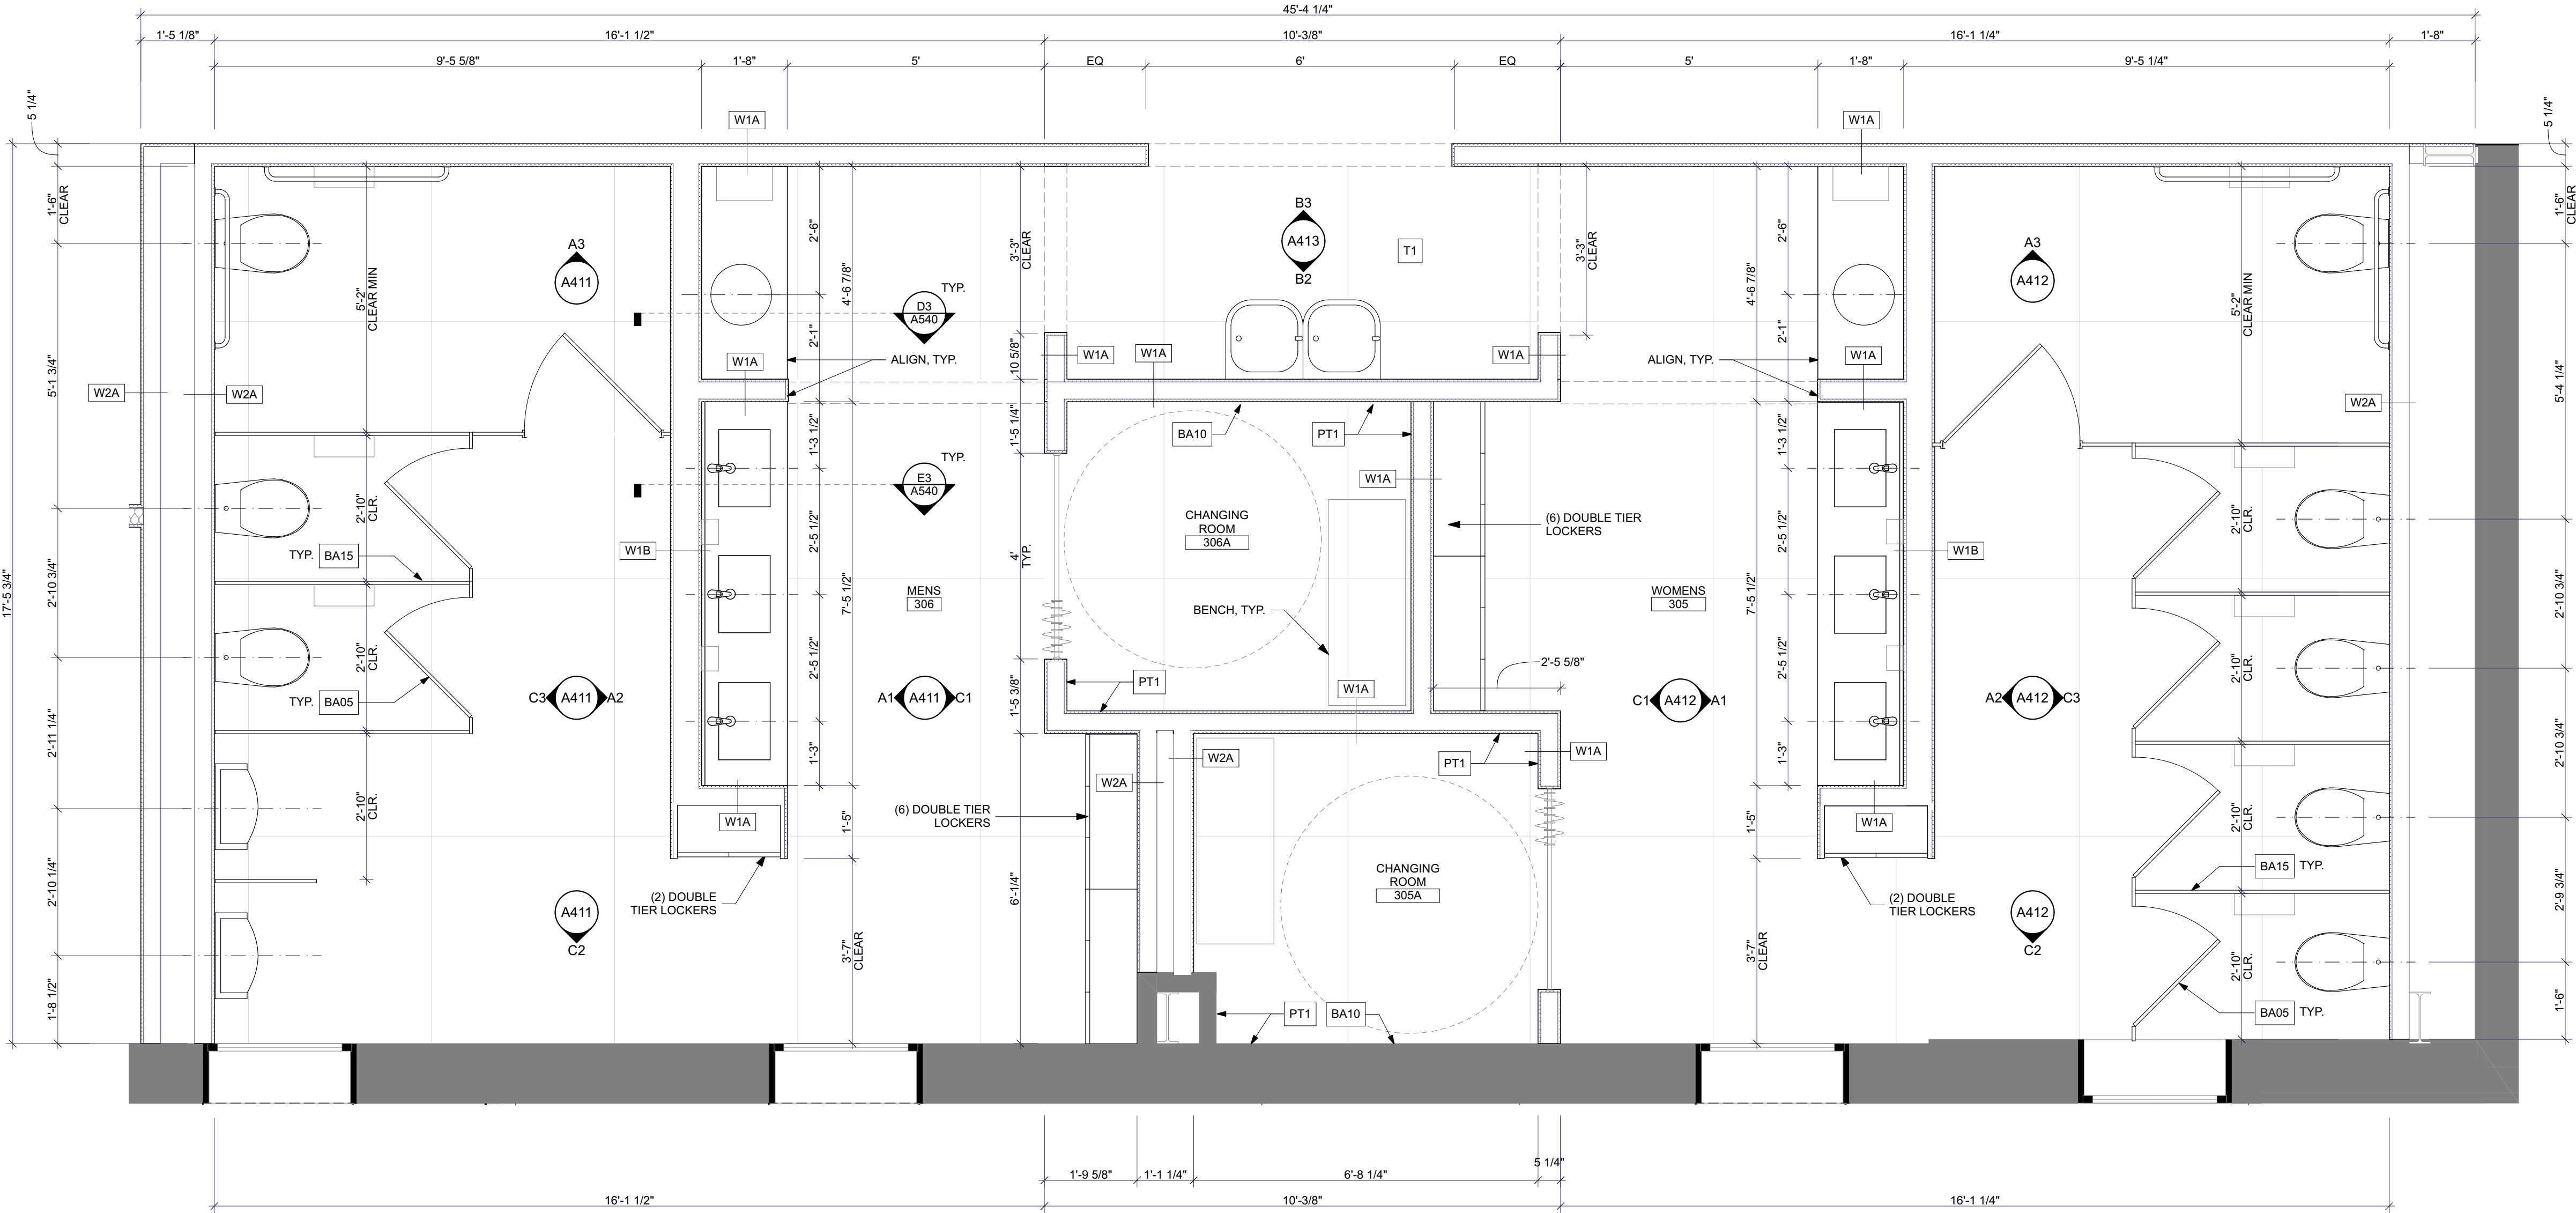 45'-4 1/4"
1'-5 1/8"
16'-1 1/2"
10'-3/8"
16'-1 1/4"
1'-8"
9'-5 5/8"
1'-8"
5'
EQ
6'
EQ
5'
1'-8"
9'-5 1/4"
5 1/4"
5 1/4"
W1A
W1A
1'-6"
CLEAR
1'-6"
CLEAR
A3
A411
5'-2"
CLEAR MIN
2'-6"
4'-6 7/8"
2'-1"
3'-3"
CLEAR
B3
A413
B2
T1
3'-3"
CLEAR
2'-6"
4'-6 7/8"
2'-1"
A3
A412
5'-2"
CLEAR MIN
TYP.
D3
A540
ALIGN, TYP.
W1A
10 5/8"
W1A
W1A
W1A
ALIGN, TYP.
W1A
5'-1 3/4"
W2A
W2A
W2A
5'-4 1/4"
17'-5 3/4"
1'-3 1/2"
TYP.
E3
A540
1'-5 1/4"
BA10
PT1
W1A
1'-3 1/2"
2'-10"
CLR.
TYP.
BA15
W1B
2'-5 1/2"
4'
TYP.
CHANGING
ROOM
306A
(6) DOUBLE TIER
LOCKERS
2'-5 1/2"
W1B
2'-10"
CLR.
2'-10 3/4"
7'-5 1/2"
MENS
306
BENCH, TYP.
WOMENS
305
7'-5 1/2"
2'-10 3/4"
2'-10"
CLR.
TYP.
BA05
2'-5 1/2"
2'-5 5/8"
2'-5 1/2"
2'-10"
CLR.
C3
A411
A2
A1
A411
C1
1'-5 3/8"
PT1
W1A
C1
A412
A1
A2
A412
C3
2'-11 1/4"
1'-3"
W2A
W2A
PT1
W1A
1'-3"
2'-10 3/4"
2'-10"
CLR.
W1A
1'-5"
(6) DOUBLE TIER
LOCKERS
1'-5"
W1A
2'-10"
CLR.
2'-10 1/4"
A411
C2
(2) DOUBLE
TIER LOCKERS
6'-1/4"
CHANGING
ROOM
305A
(2) DOUBLE
TIER LOCKERS
A412
C2
BA15
TYP.
2'-9 3/4"
3'-7"
CLEAR
3'-7"
CLEAR
2'-10"
CLR.
1'-8 1/2"
PT1
BA10
BA05
TYP.
1'-6"
5 1/4"
1'-9 5/8"
1'-1 1/4"
6'-8 1/4"
16'-1 1/2"
10'-3/8"
16'-1 1/4"